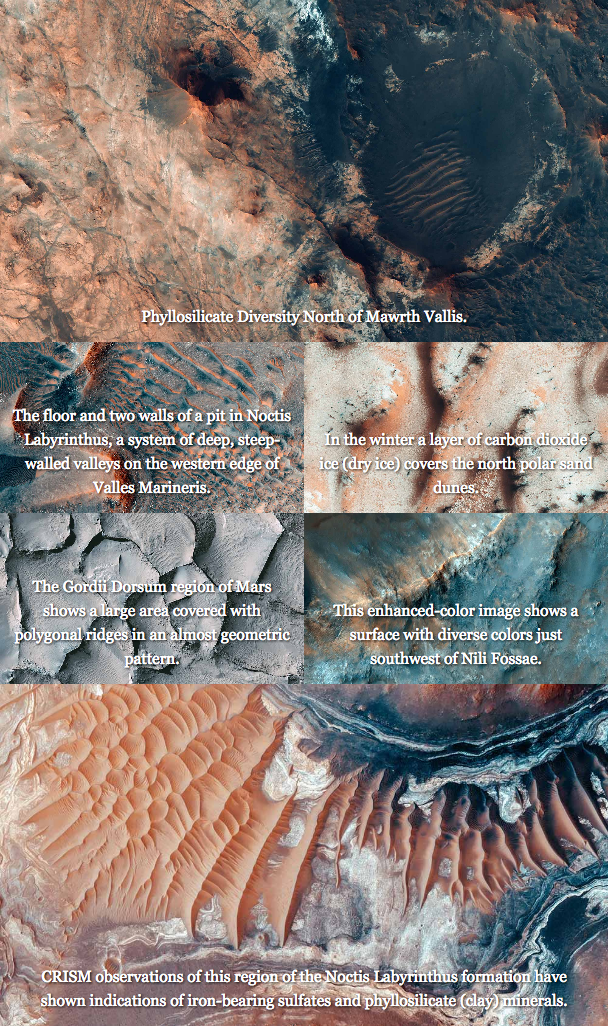 Phyllosilicate Diversity North of Mawrth Vallis.
The floor and two walls of a pit in Noctis
Labyrinthus, a system of deep, steep-
walled valleys on the western edge of
Valles Marineris.
In the winter a layer of carbon dioxide
ice (dry ice) covers the north polar sand
dunes.
The Gordii Dorsum region of Mars
shows a large area covered with
polygonal ridges in an almost geometric
pattern.
This enhanced-color image shows a
surface with diverse colors just
southwest of Nili Fossae.
CRISM observations of this region of the Noctis Labyrinthus formation have
shown indications of iron-bearing sulfates and phyllosilicate (clay) minerals.